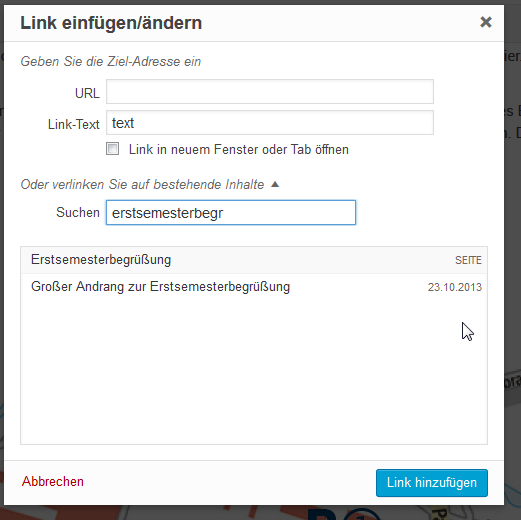 Link einfügen/ändern
Geben Sie die Ziel-Adresse ein
URL
Link-Text text
Link in neuem Fenster oder Tab öffnen
Oder verlinken Sie auf bestehende Inhalte
Suchen erstsemesterbegr
Erstsemesterbegrüßung SEITE
Großer Andrang zur Erstsemesterbegrüßung 23.10.2013
Abbrechen Link hinzufügen